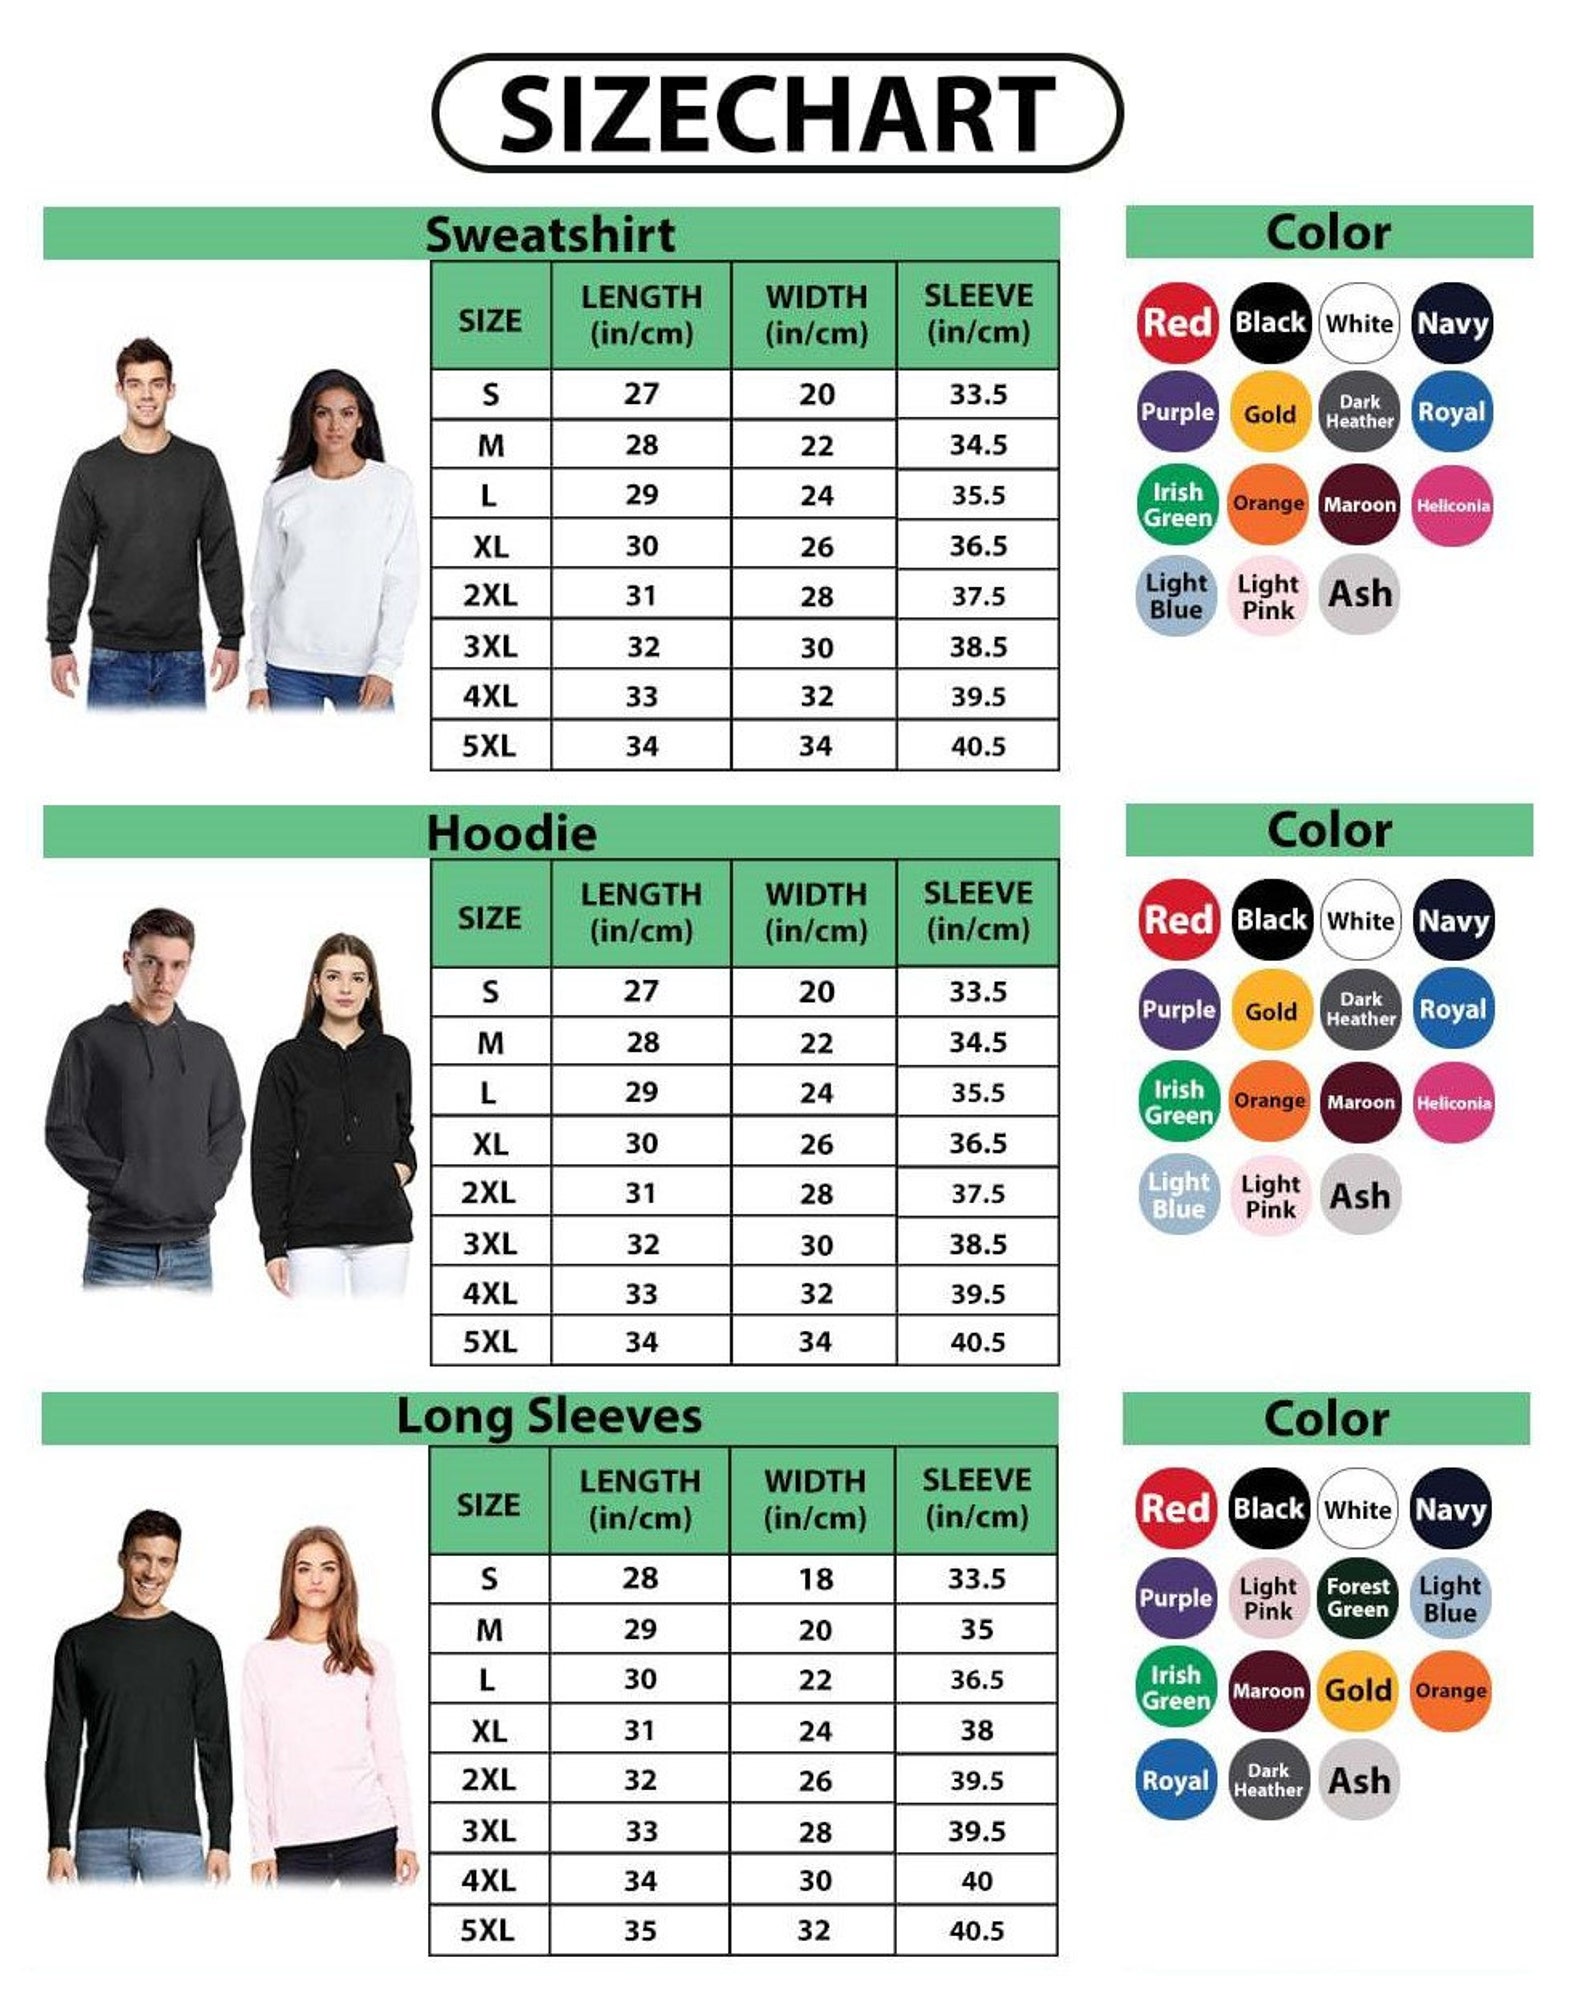 SIZECHART
Sweatshirt
SIZE LENGTH (in/cm) WIDTH (in/cm) SLEEVE (in/cm)
S 27 20 33.5
M 28 22 34.5
L 29 24 35.5
XL 30 26 36.5
2XL 31 28 37.5
3XL 32 30 38.5
4XL 33 32 39.5
5XL 34 34 40.5
Color
Red Black White Navy
Purple Gold Dark Heather Royal
Irish Green Orange Maroon Heliconia
Light Blue Light Pink Ash
Hoodie
SIZE LENGTH (in/cm) WIDTH (in/cm) SLEEVE (in/cm)
S 27 20 33.5
M 28 22 34.5
L 29 24 35.5
XL 30 26 36.5
2XL 31 28 37.5
3XL 32 30 38.5
4XL 33 32 39.5
5XL 34 34 40.5
Color
Red Black White Navy
Purple Gold Dark Heather Royal
Irish Green Orange Maroon Heliconia
Light Blue Light Pink Ash
Long Sleeves
SIZE LENGTH (in/cm) WIDTH (in/cm) SLEEVE (in/cm)
S 28 18 33.5
M 29 20 35
L 30 22 36.5
XL 31 24 38
2XL 32 26 39.5
3XL 33 28 39.5
4XL 34 30 40
5XL 35 32 40.5
Color
Red Black White Navy
Purple Light Pink Forest Green Light Blue
Irish Green Maroon Gold Orange
Royal Dark Heather Ash